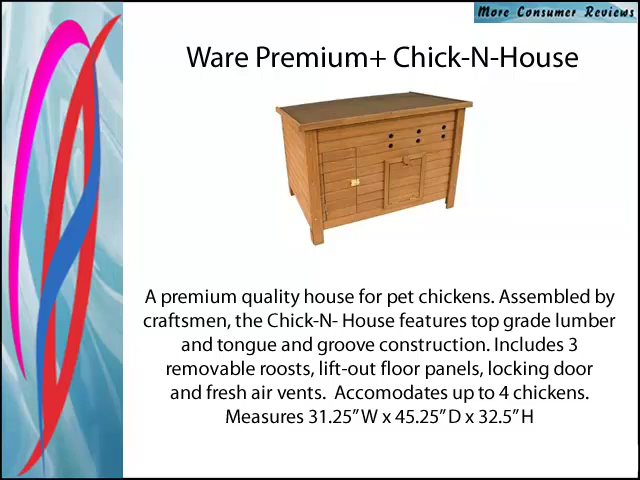 More Consumer Reviews
Ware Premium+ Chick-N-House
A premium quality house for pet chickens. Assembled by
craftsmen, the Chick-N- House features top grade lumber
and tongue and groove construction. Includes 3
removable roosts, lift-out floor panels, locking door
and fresh air vents.  Accomodates up to 4 chickens.
Measures 31.25” W x 45.25” D x 32.5” H